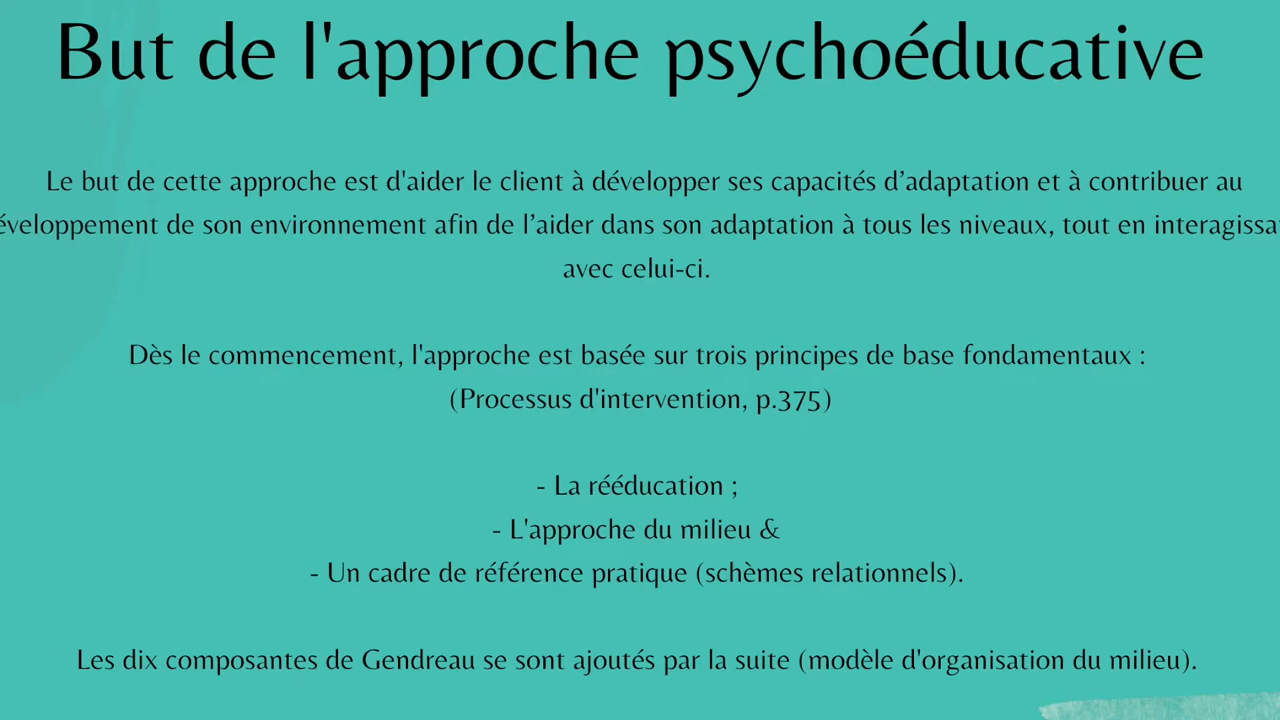 But de l'approche psychoéducative
Le but de cette approche est d'aider le client à développer ses capacités d’adaptation et à contribuer au
éveloppement de son environnement afin de l’aider dans son adaptation à tous les niveaux, tout en interagissa
avec celui-ci.
Dès le commencement, l'approche est basée sur trois principes de base fondamentaux :
(Processus d'intervention, p.375)
- La rééducation ;
- L'approche du milieu &
- Un cadre de référence pratique (schèmes relationnels).
Les dix composantes de Gendreau se sont ajoutés par la suite (modèle d'organisation du milieu).